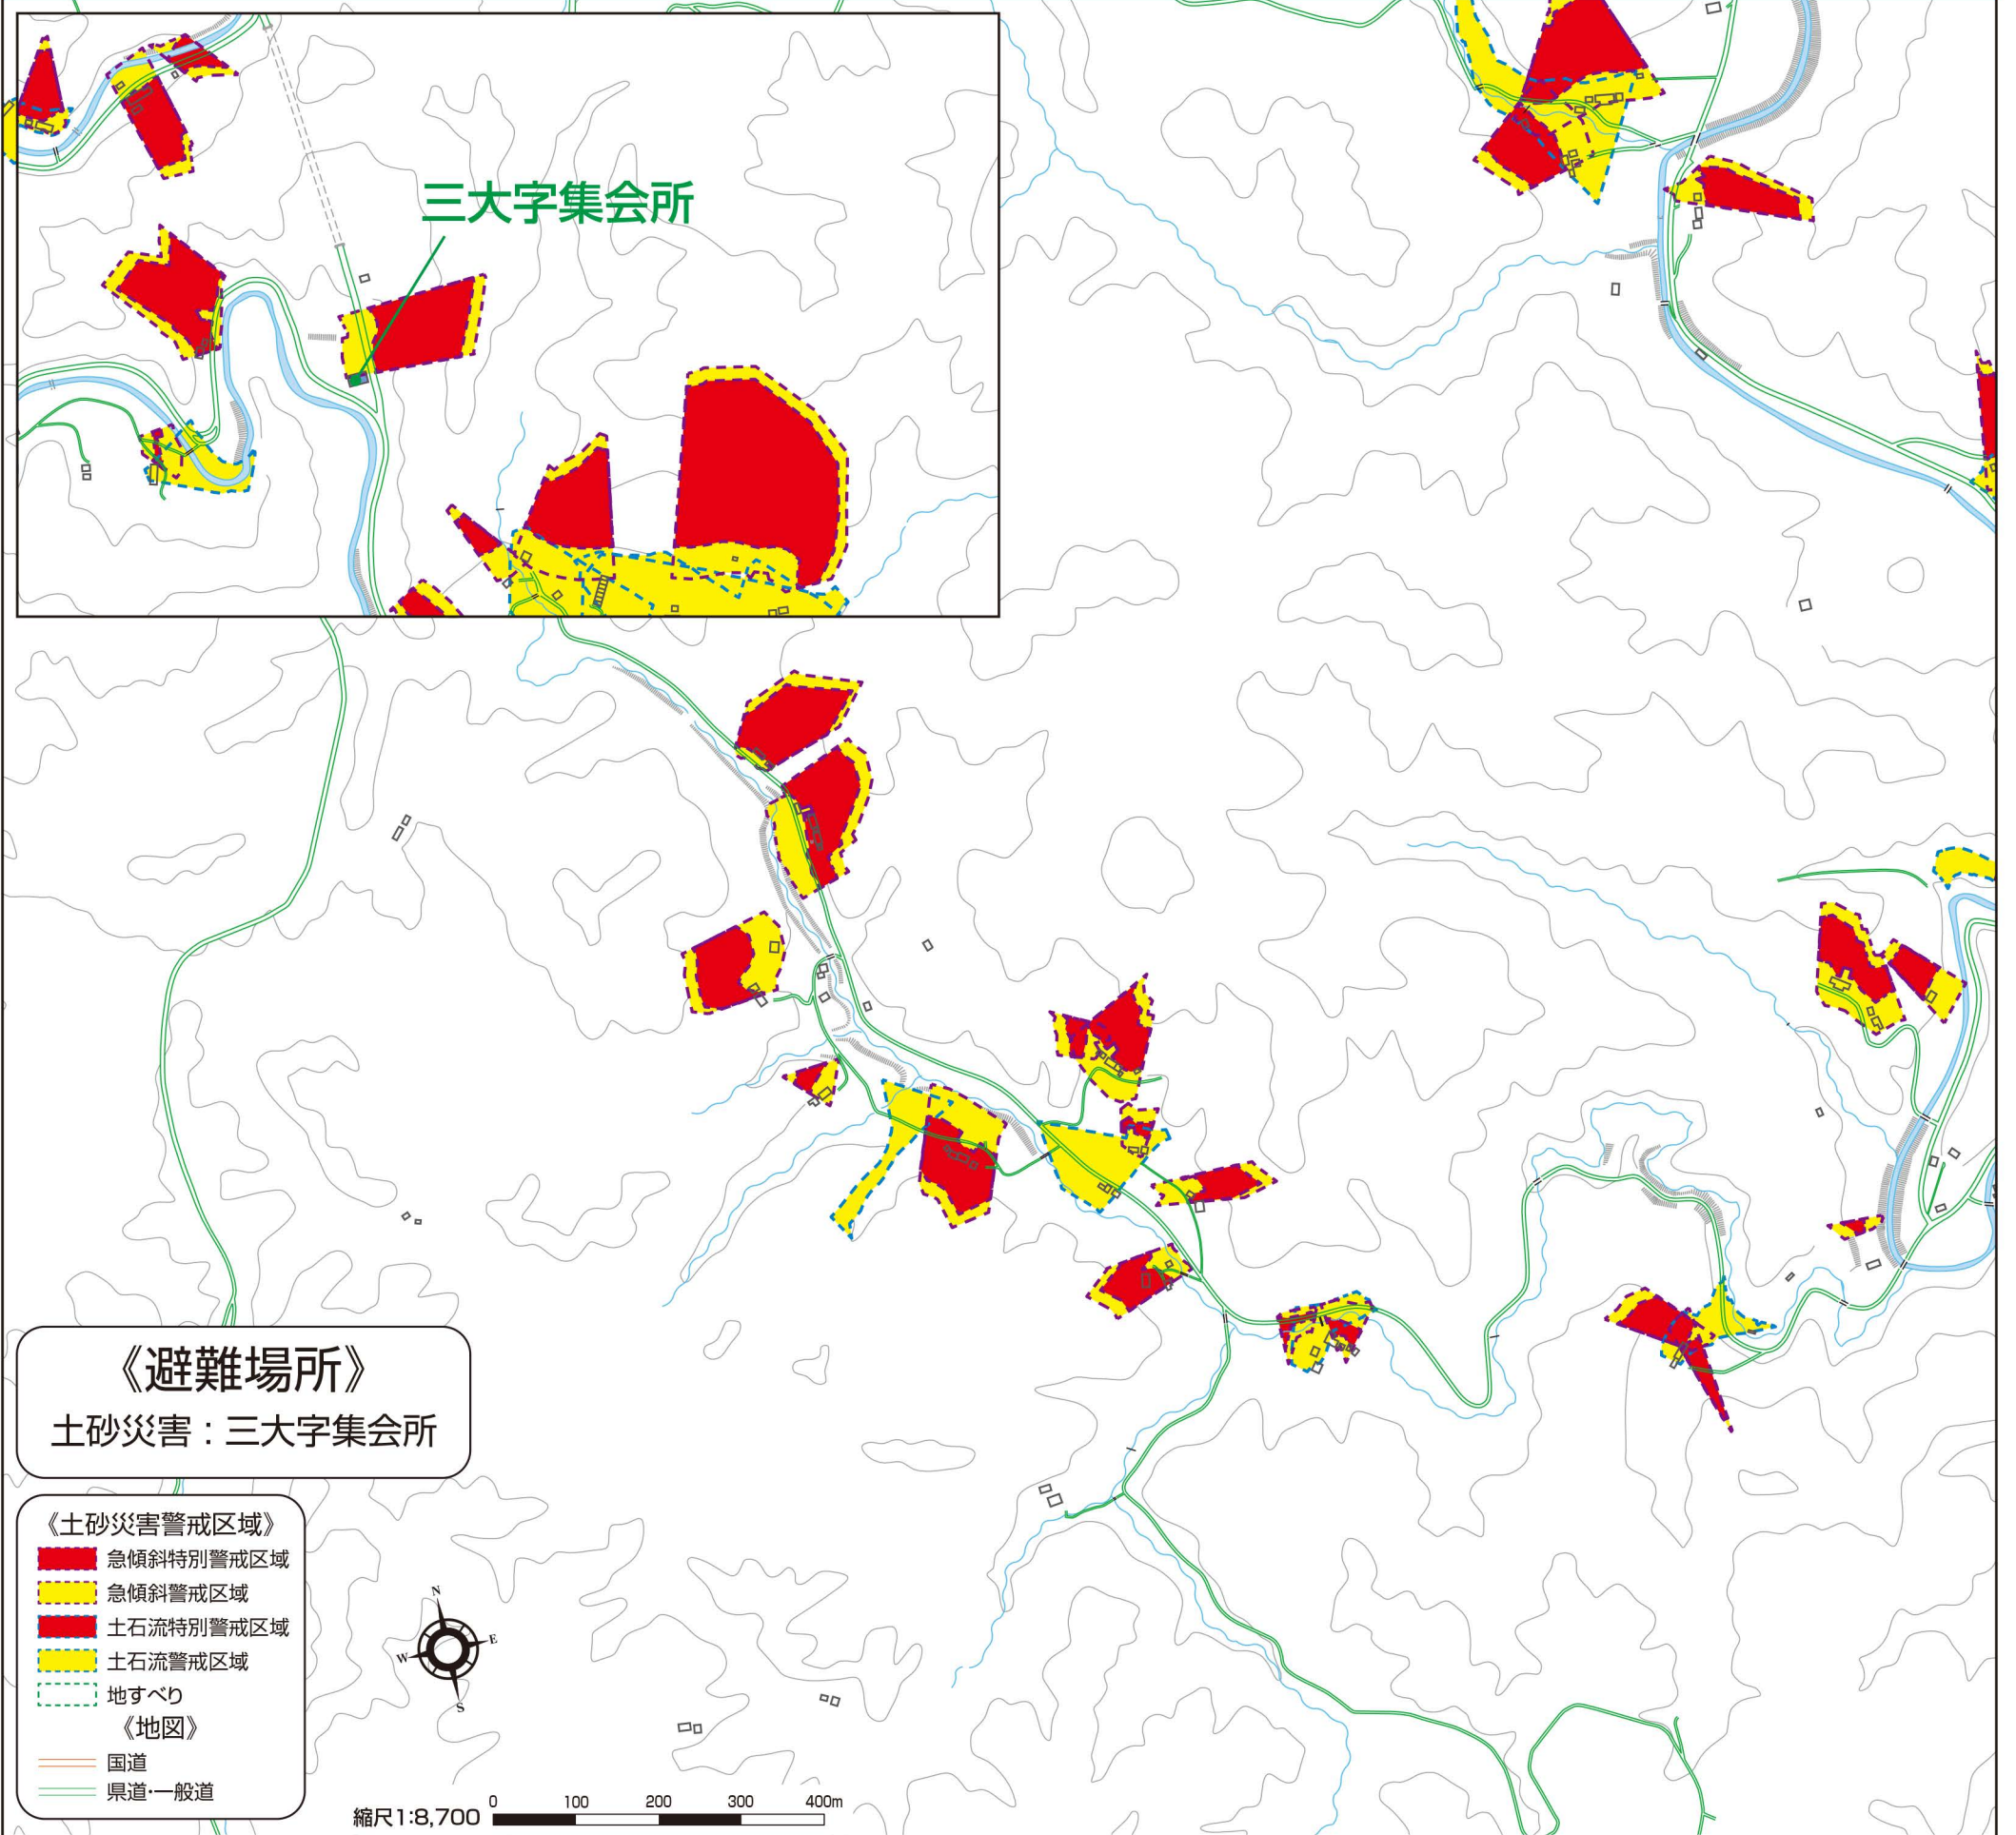 三大字集会所
《避難場所》
土砂災害：三大字集会所
《土砂災害警戒区域》
急傾斜特別警戒区域
急傾斜警戒区域
土石流特別警戒区域
土石流警戒区域
地すべり
《地図》
国道
県道・一般道
N
W E
S
縮尺1:8,700 0 100 200 300 400m